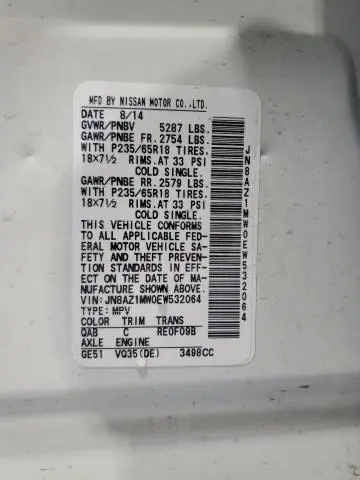 MFD BY NISSAN MOTOR CO.,LTD.
DATE 8/14
GVWR/PNBV 5287 LBS.
GAWR/PNBE FR. 2754 LBS.
WITH P235/65R18 TIRES,
18×7½ RIMS.AT 33 PSI
COLD SINGLE.
GAWR/PNBE RR. 2579 LBS.
WITH P235/65R18 TIRES,
18×7½ RIMS.AT 33 PSI
COLD SINGLE.
THIS VEHICLE CONFORMS
TO ALL APPLICABLE FED-
ERAL MOTOR VEHICLE SA-
FETY AND THEFT PREVEN-
TION STANDARDS IN EFF-
ECT ON THE DATE OF MA-
NUFACTURE SHOWN ABOVE.
VIN:JN8AZ1MW0EW532064
TYPE: MPV
COLOR TRIM TRANS
QAB C RE0F09B
AXLE ENGINE
GE51 VQ35(DE) 3498CC
JN8AZ1MW0EW532064